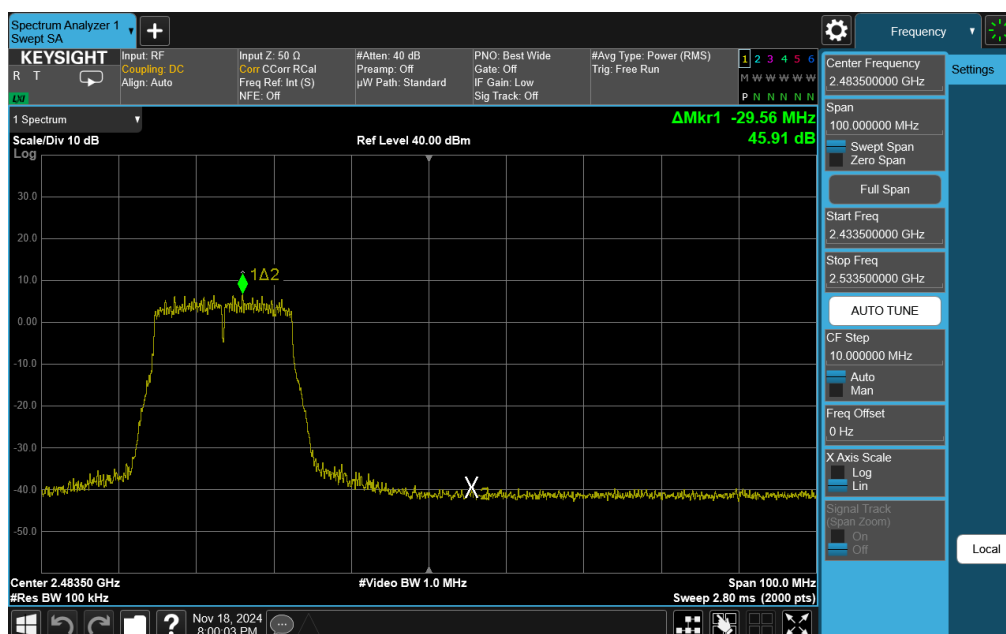 Spectrum Analyzer 1
Swept SA
Frequency
KEYSIGHT
R T
LXI
Input: RF
Coupling: DC
Align: Auto
Input Z: 50 Ω
Corr CCorr RCal
Freq Ref: Int (S)
NFE: Off
#Atten: 40 dB
Preamp: Off
µW Path: Standard
PNO: Best Wide
Gate: Off
IF Gain: Low
Sig Track: Off
#Avg Type: Power (RMS)
Trig: Free Run
1 2 3 4 5 6
M W W W W W
P N N N N N
1 Spectrum
Scale/Div 10 dB
Log
Ref Level 40.00 dBm
ΔMkr1 -29.56 MHz
45.91 dB
30.0
20.0
10.0
0.00
-10.0
-20.0
-30.0
-40.0
-50.0
1Δ2
X2
Center 2.48350 GHz
#Res BW 100 kHz
#Video BW 1.0 MHz
Span 100.0 MHz
Sweep 2.80 ms (2000 pts)
Nov 18, 2024
8:00:03 PM
Center Frequency
2.483500000 GHz
Span
100.000000 MHz
Swept Span
Zero Span
Full Span
Start Freq
2.433500000 GHz
Stop Freq
2.533500000 GHz
AUTO TUNE
CF Step
10.000000 MHz
Auto
Man
Freq Offset
0 Hz
X Axis Scale
Log
Lin
Signal Track
(Span Zoom)
On
Off
Settings
Local